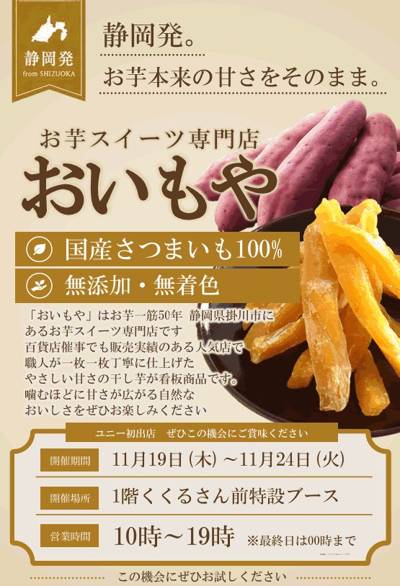 静岡発
from SHIZUOKA
静岡発。
お芋本来の甘さをそのまま。
お芋スイーツ専門店
おいもや
国産さつまいも100%
無添加・無着色
「おいもや」はお芋一筋50年 静岡県掛川市に
あるお芋スイーツ専門店です
百貨店催事でも販売実績のある人気店で
職人が一枚一枚丁寧に仕上げた
やさしい甘さの干し芋が看板商品です。
噛むほどに甘さが広がる自然な
おいしさをぜひお楽しみください
ユニー初出店 ぜひこの機会にご賞味ください
開催期間 11月19日(木)〜11月24日(火)
開催場所 1階くくるさん前特設ブース
営業時間 10時〜19時 ※最終日は00時まで
この機会にぜひお試しください